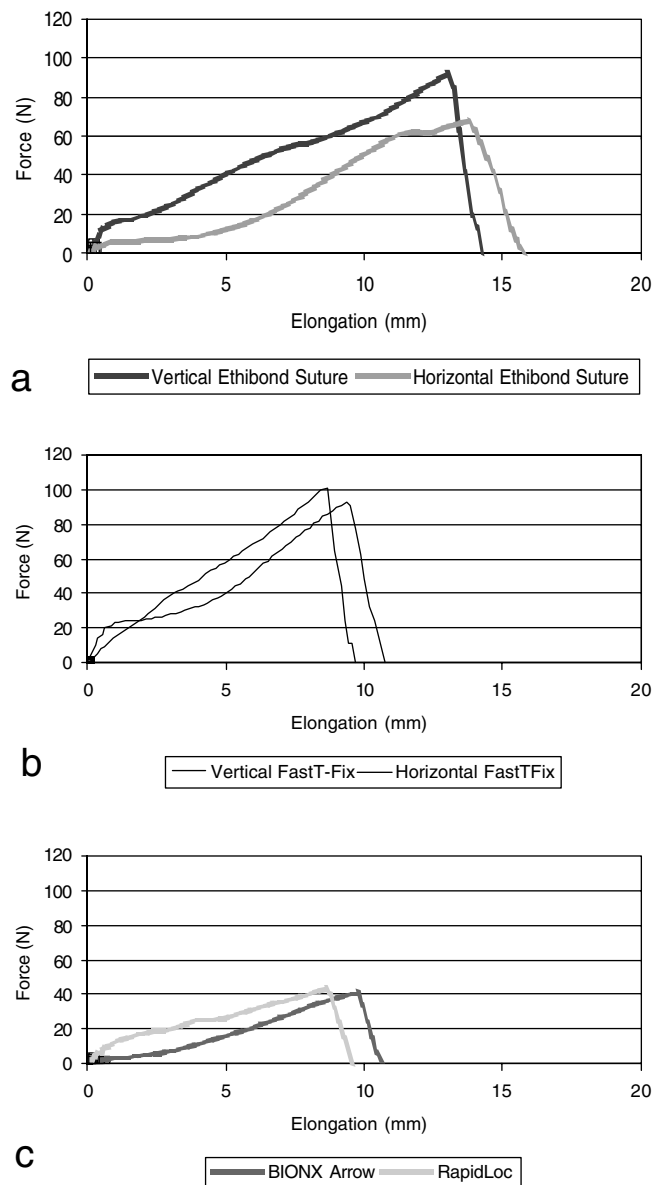 120
100
80
60
40
20
0
Force (N)
0 5 10 15 20
Elongation (mm)
a
Vertical Ethibond Suture Horizontal Ethibond Suture
120
100
80
60
40
20
0
Force (N)
0 5 10 15 20
Elongation (mm)
b
Vertical FastT-Fix Horizontal FastTFix
120
100
80
60
40
20
0
Force (N)
0 5 10 15 20
Elongation (mm)
c
BIONX Arrow RapidLoc